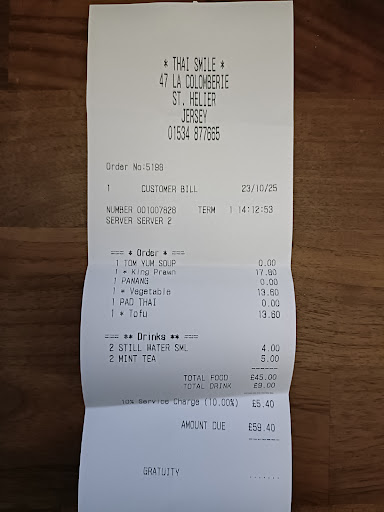 * THAI SMILE *
47 LA COLOMBERIE
ST. HELIER
JERSEY
01534 877665
Order No:
1 CUSTOMER BILL 23/10/25
NUMBER 001007828 TERM 1 14:12:53
SERVER SERVER 2
=== * Order * ===
1 TOM YUM SOUP 0.00
1 * King Prawn 17.80
1 PANANG 0.00
1 * Vegetable 13.60
1 PAD THAI 0.00
1 * Tofu 13.60
=== ** Drinks ** ===
2 STILL WATER SML 4.00
2 MINT TEA 5.00
------
TOTAL FOOD £45.00
TOTAL DRINK £9.00
------
10% Service Charge (10.00%) £5.40
AMOUNT DUE £59.40
-------
GRATUITY .......